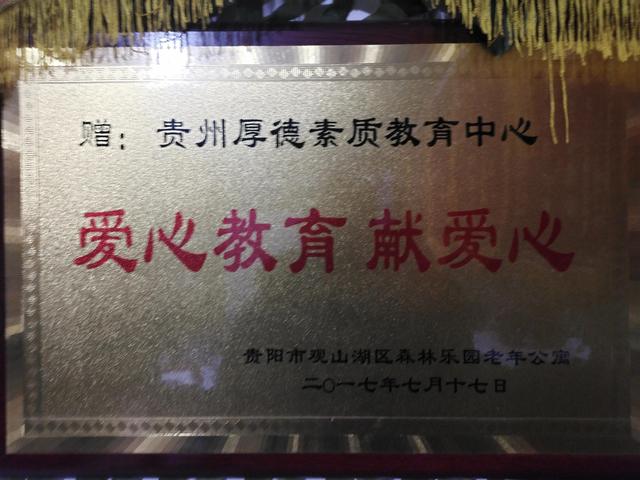 赠：贵州厚德素质教育中心
爱心教育 献爱心
贵阳市观山湖区森林乐园老年公寓
二〇一七年七月十七日